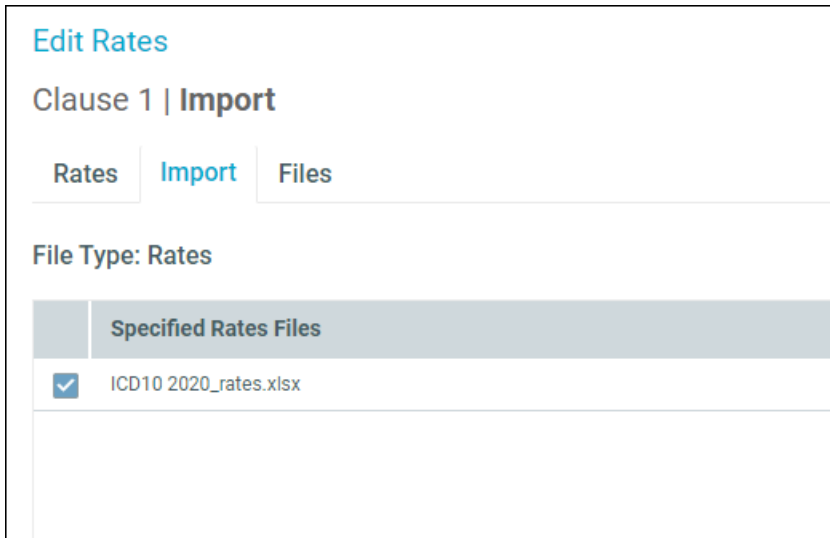 Edit Rates
Clause 1 | Import
Rates Import Files
File Type: Rates
Specified Rates Files
ICD10 2020_rates.xlsx